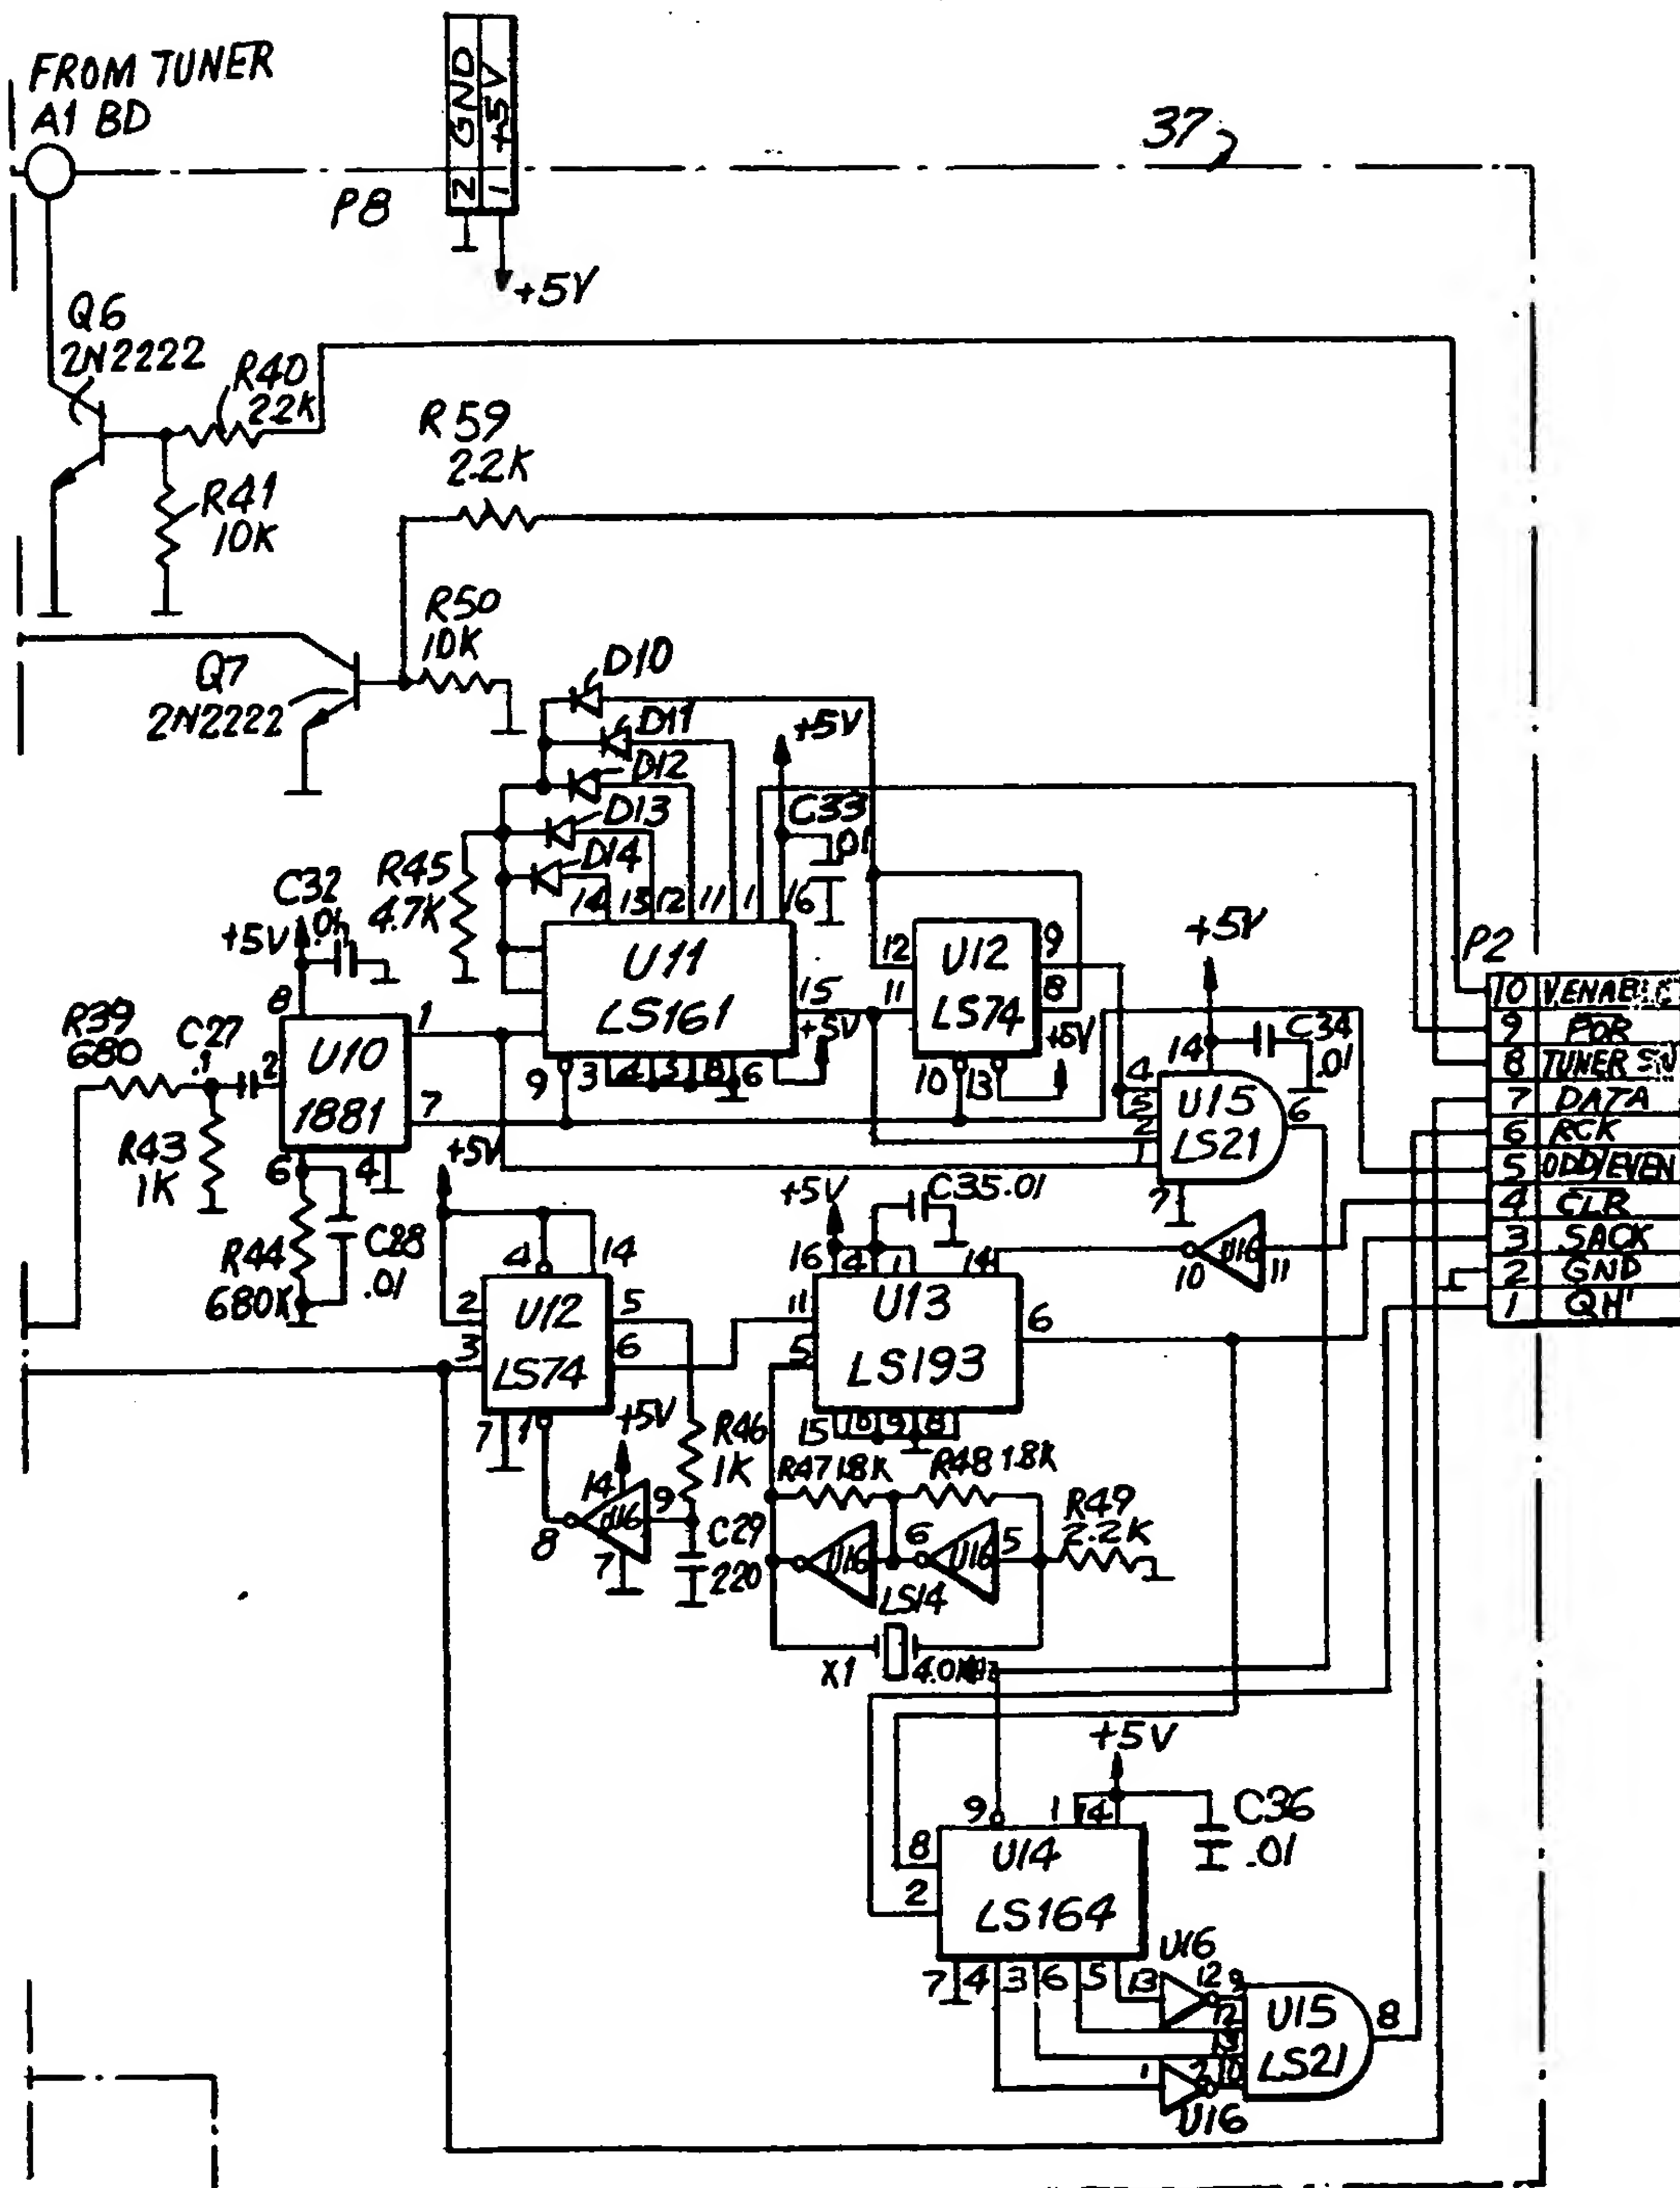 FROM TUNER
A1 BD
2 GND
1 +5V
37
P8
+5V
Q6
2N2222
R40
22K
R59
2.2K
R41
10K
R50
10K
Q7
2N2222
D10
D11
D12
D13
D14
+5V
C33
.01
R45
4.7K
C32
.01
+5V
14 13 12 11 1 16
U11
LS161
15
+5V
9 3 4 5 8 6
12
11
U12
LS74
9
8
10 13
+5V
+5V
C34
.01
14
4
5
2
1
U15
LS21
6
7
P2
10 V.ENABLE
9 POR
8 TUNER
7 DATA
6 RCK
5 ODD/EVEN
4 CLR
3 SACK
2 GND
1 QH'
R39
680
C27
.1
2
8
U10
1881
1
7
6 4
R43
1K
R44
680K
C28
.01
+5V
4 14
2
3
U12
LS74
5
6
7 1
+5V
14
U16
9
8
7
R46
1K
C29
220
+5V
C35 .01
16 4 1 14
11
5
U13
LS193
6
15 10 9 8
10 U16 11
R47 1.8K
R48 1.8K
R49
2.2K
U16
6
U16
5
LS14
X1
+5V
9 1 14
C36
.01
8
2
U14
LS164
7 4 3 6 5
U16
13 12 9
12
13
10
1 2
U16
U15
LS21
8